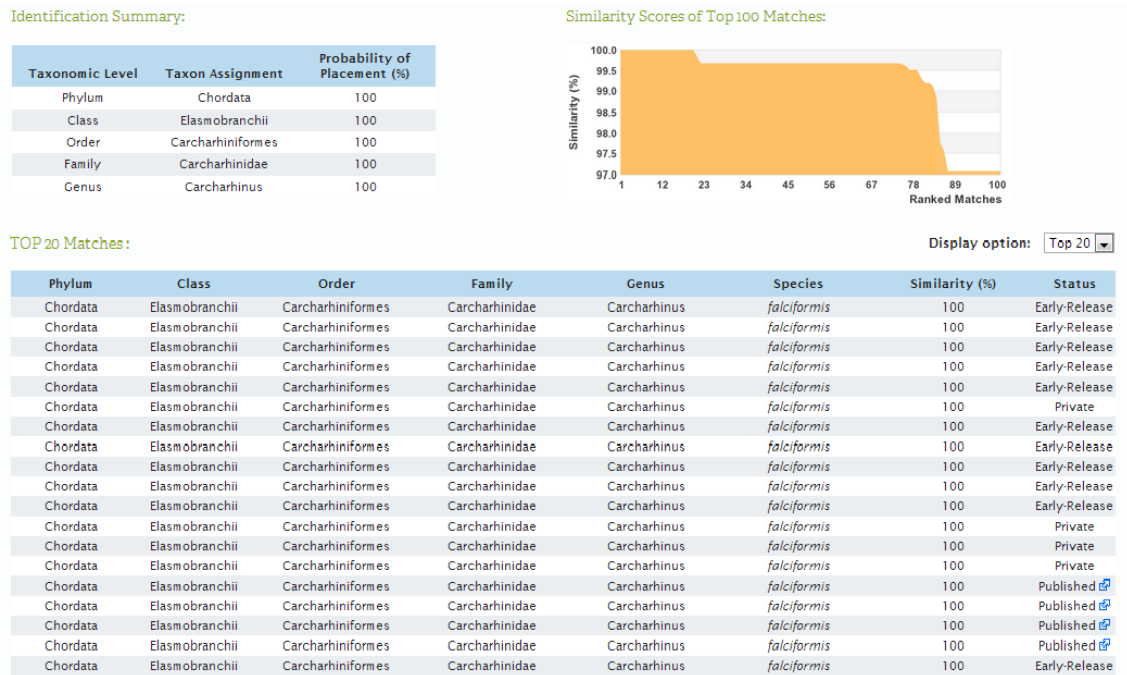 Identification Summary:
Taxonomic Level Taxon Assignment Probability of Placement (%)
Phylum Chordata 100
Class Elasmobranchii 100
Order Carcharhiniformes 100
Family Carcharhinidae 100
Genus Carcharhinus 100
Similarity Scores of Top 100 Matches:
Similarity (%)
100.0
99.5
99.0
98.5
98.0
97.5
97.0
1 12 23 34 45 56 67 78 89 100
Ranked Matches
TOP 20 Matches :
Display option: Top 20
Phylum Class Order Family Genus Species Similarity (%) Status
Chordata Elasmobranchii Carcharhiniformes Carcharhinidae Carcharhinus falciformis 100 Early-Release
Chordata Elasmobranchii Carcharhiniformes Carcharhinidae Carcharhinus falciformis 100 Early-Release
Chordata Elasmobranchii Carcharhiniformes Carcharhinidae Carcharhinus falciformis 100 Early-Release
Chordata Elasmobranchii Carcharhiniformes Carcharhinidae Carcharhinus falciformis 100 Early-Release
Chordata Elasmobranchii Carcharhiniformes Carcharhinidae Carcharhinus falciformis 100 Early-Release
Chordata Elasmobranchii Carcharhiniformes Carcharhinidae Carcharhinus falciformis 100 Private
Chordata Elasmobranchii Carcharhiniformes Carcharhinidae Carcharhinus falciformis 100 Early-Release
Chordata Elasmobranchii Carcharhiniformes Carcharhinidae Carcharhinus falciformis 100 Early-Release
Chordata Elasmobranchii Carcharhiniformes Carcharhinidae Carcharhinus falciformis 100 Early-Release
Chordata Elasmobranchii Carcharhiniformes Carcharhinidae Carcharhinus falciformis 100 Early-Release
Chordata Elasmobranchii Carcharhiniformes Carcharhinidae Carcharhinus falciformis 100 Early-Release
Chordata Elasmobranchii Carcharhiniformes Carcharhinidae Carcharhinus falciformis 100 Private
Chordata Elasmobranchii Carcharhiniformes Carcharhinidae Carcharhinus falciformis 100 Private
Chordata Elasmobranchii Carcharhiniformes Carcharhinidae Carcharhinus falciformis 100 Private
Chordata Elasmobranchii Carcharhiniformes Carcharhinidae Carcharhinus falciformis 100 Published
Chordata Elasmobranchii Carcharhiniformes Carcharhinidae Carcharhinus falciformis 100 Published
Chordata Elasmobranchii Carcharhiniformes Carcharhinidae Carcharhinus falciformis 100 Published
Chordata Elasmobranchii Carcharhiniformes Carcharhinidae Carcharhinus falciformis 100 Published
Chordata Elasmobranchii Carcharhiniformes Carcharhinidae Carcharhinus falciformis 100 Early-Release